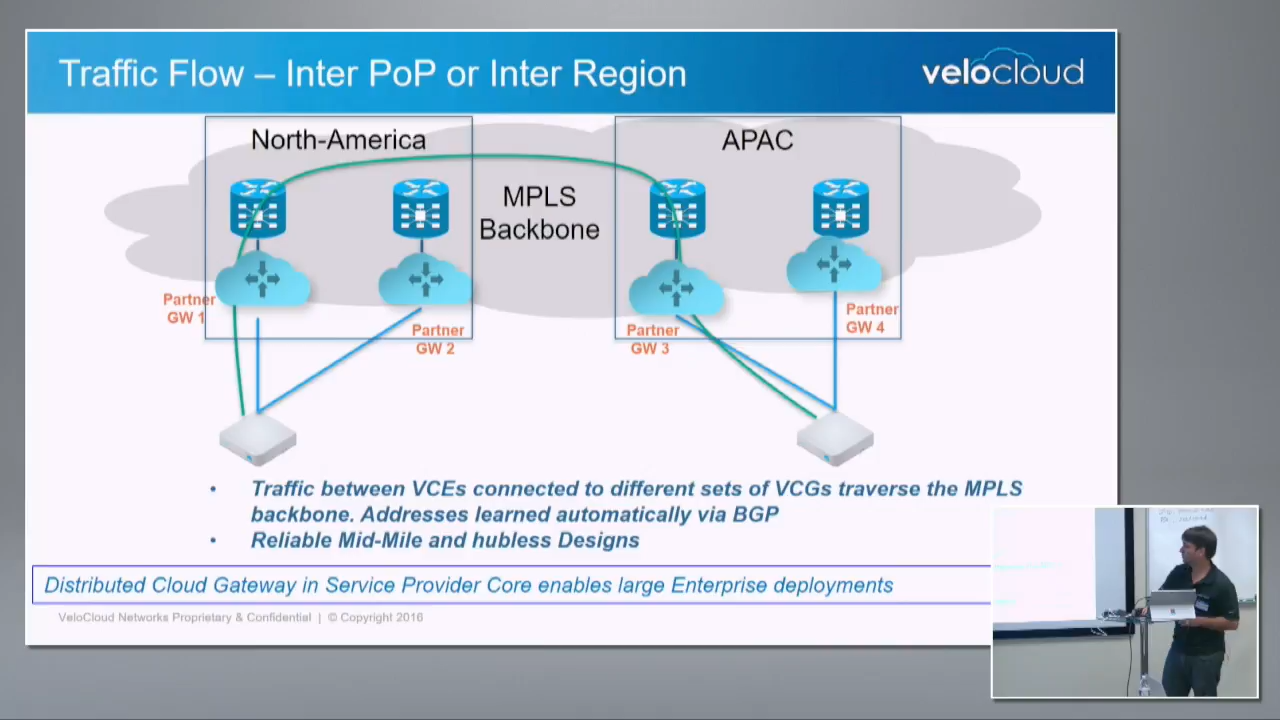 Traffic Flow – Inter PoP or Inter Region
velocloud
North-America
APAC
MPLS
Backbone
Partner
GW 1
Partner
GW 2
Partner
GW 3
Partner
GW 4
• Traffic between VCEs connected to different sets of VCGs traverse the MPLS
backbone. Addresses learned automatically via BGP
• Reliable Mid-Mile and hubless Designs
Distributed Cloud Gateway in Service Provider Core enables large Enterprise deployments
VeloCloud Networks Proprietary & Confidential | © Copyright 2016